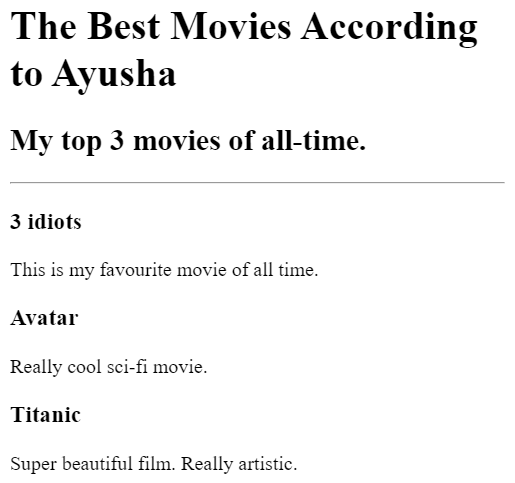 The Best Movies According
to Ayusha
My top 3 movies of all-time.
3 idiots
This is my favourite movie of all time.
Avatar
Really cool sci-fi movie.
Titanic
Super beautiful film. Really artistic.